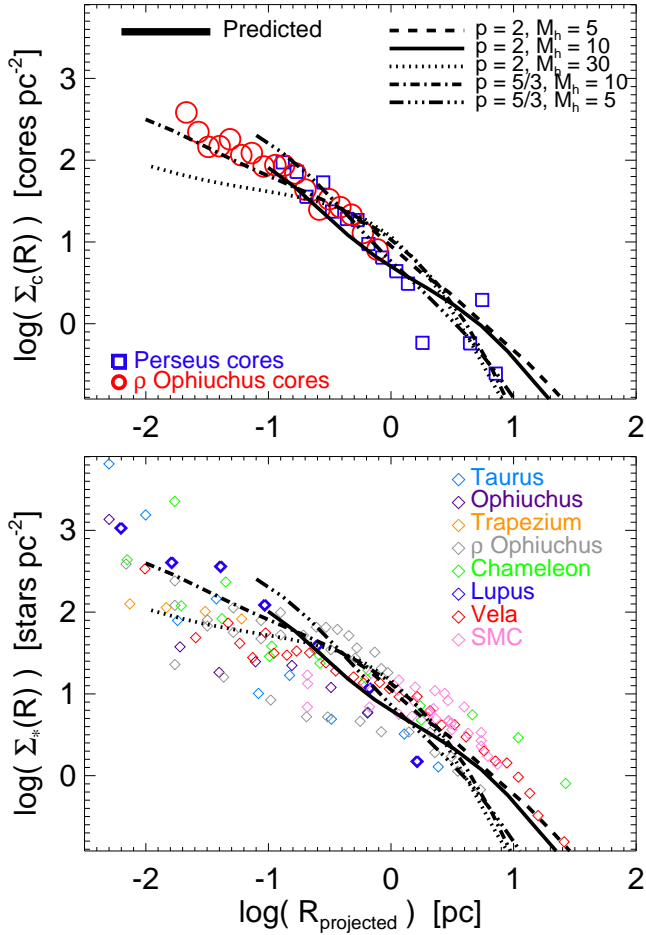 Predicted
p = 2, M_h = 5
p = 2, M_h = 10
p = 2, M_h = 30
p = 5/3, M_h = 10
p = 5/3, M_h = 5
log( Σ_c(R) ) [cores pc^-2]
3
2
1
0
Perseus cores
ρ Ophiuchus cores
-2 -1 0 1 2
log( Σ_*(R) ) [stars pc^-2]
3
2
1
0
Taurus
Ophiuchus
Trapezium
ρ Ophiuchus
Chameleon
Lupus
Vela
SMC
-2 -1 0 1 2
log( R_projected ) [pc]